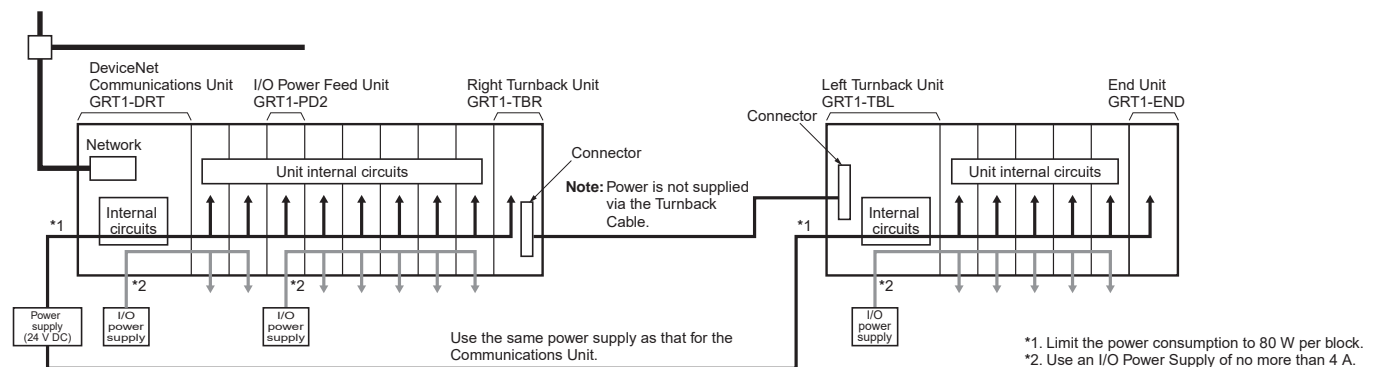 DeviceNet
Communications Unit
GRT1-DRT
I/O Power Feed Unit
GRT1-PD2
Right Turnback Unit
GRT1-TBR
Left Turnback Unit
GRT1-TBL
End Unit
GRT1-END
Connector
Network
Unit internal circuits
Connector
Note: Power is not supplied
via the Turnback
Cable.
Unit internal circuits
Internal
circuits
*1
Internal
circuits
*1
*2
*2
*2
Power
supply
(24 V DC)
I/O
power
supply
I/O
power
supply
Use the same power supply as that for the
Communications Unit.
I/O
power
supply
*1. Limit the power consumption to 80 W per block.
*2. Use an I/O Power Supply of no more than 4 A.